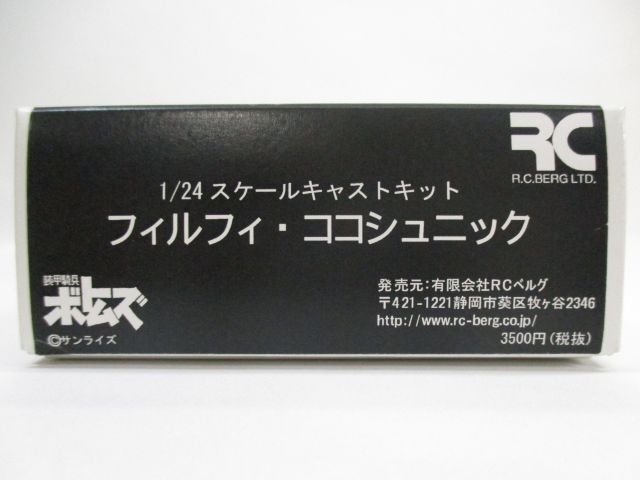 RC
R.C.BERG LTD.
1/24 スケールキャストキット
フィルフィ・ココシュニック
装甲騎兵
ボトムズ
©サンライズ
発売元:有限会社RCベルグ
〒421-1221静岡市葵区牧ヶ谷2346
http://www.rc-berg.co.jp/
3500円(税抜)